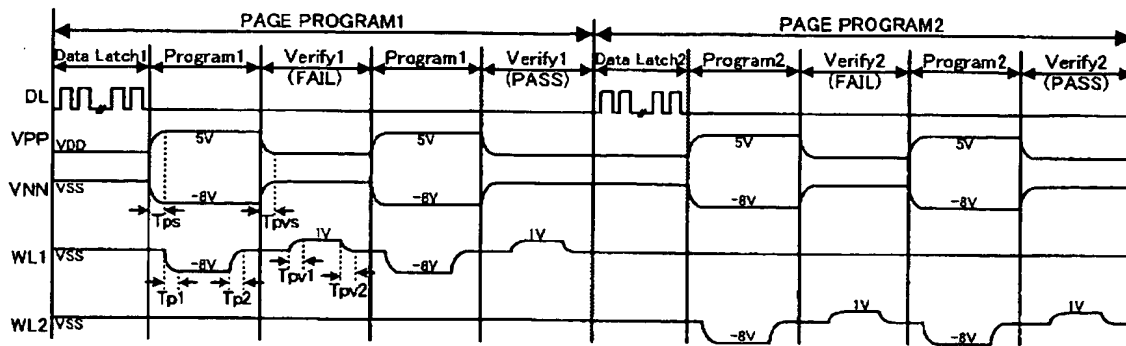 PAGE PROGRAM1 PAGE PROGRAM2
Data Latch1 Program1 Verify1 (FAIL) Program1 Verify1 (PASS) Data Latch2 Program2 Verify2 (FAIL) Program2 Verify2 (PASS)
DL
VPP VDD 5V 5V 5V 5V
VNN VSS -8V -8V -8V -8V
Tps Tpvs
WL1 VSS -8V 1V -8V 1V
Tp1 Tp2 Tpv1 Tpv2
WL2 VSS -8V 1V -8V 1V